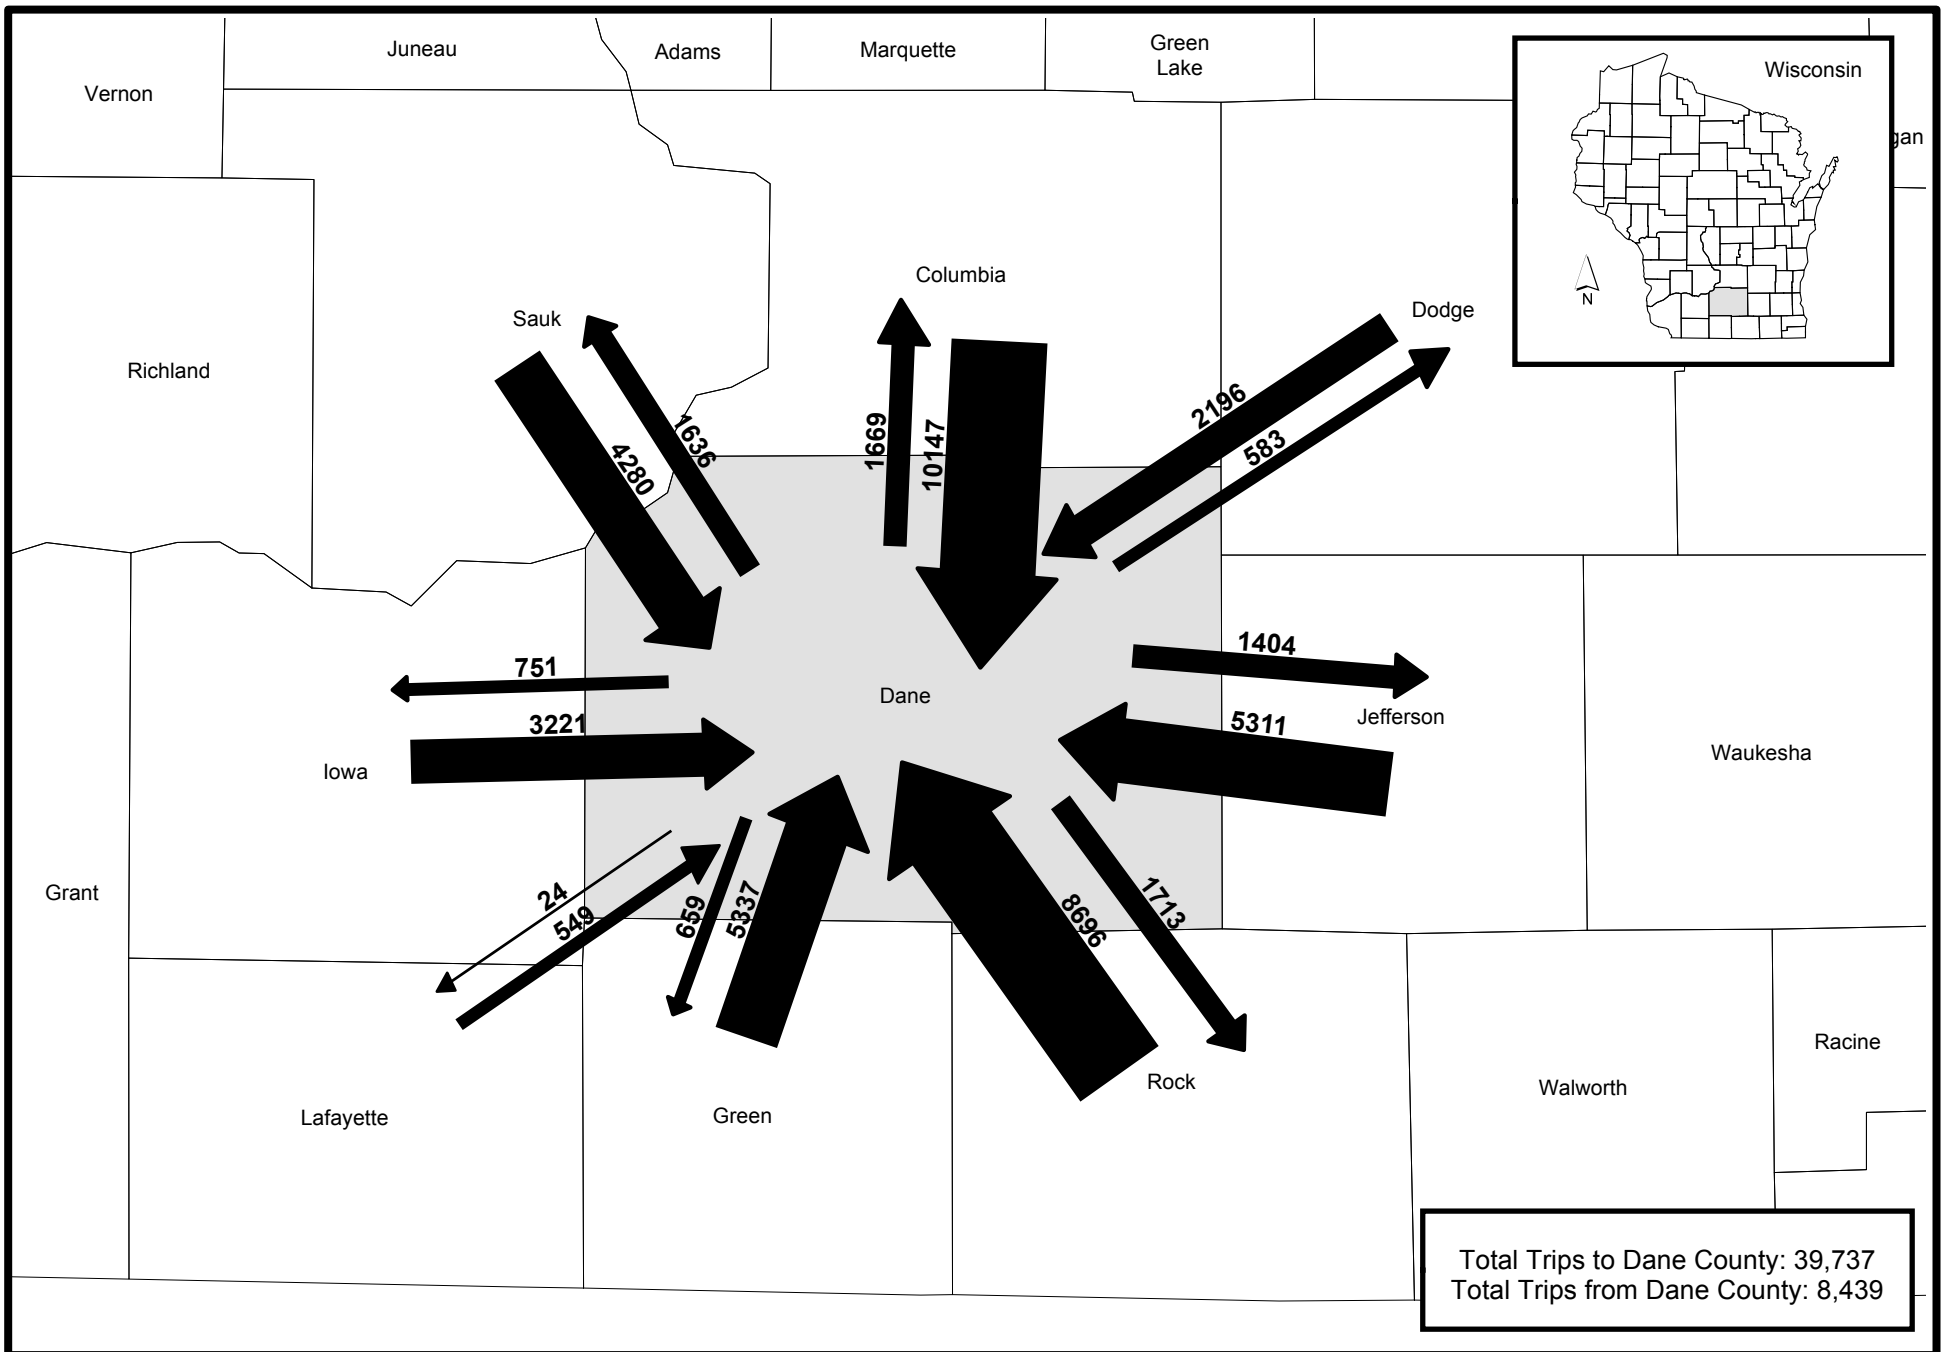 Juneau
Adams
Marquette
Green
Lake
Wisconsin
Vernon
gan
Columbia
N
Sauk
Dodge
Richland
2196
1636
1669
10147
583
4280
1404
751
Dane
5311
Jefferson
3221
Waukesha
Iowa
24
549
659
5337
8696
1713
Grant
Racine
Rock
Walworth
Lafayette
Green
Total Trips to Dane County: 39,737
Total Trips from Dane County: 8,439